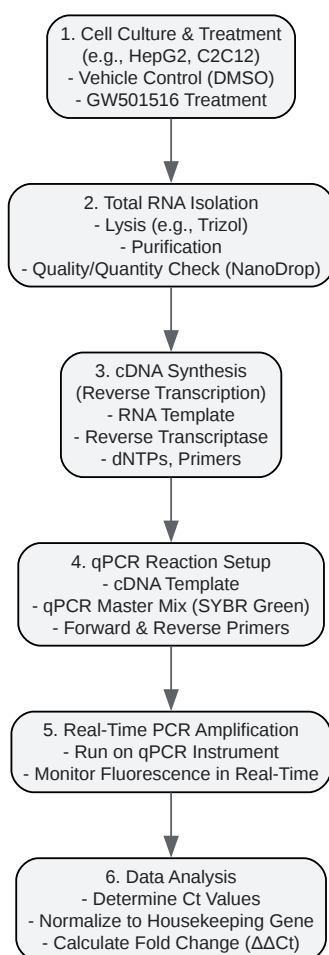 1. Cell Culture & Treatment
(e.g., HepG2, C2C12)
- Vehicle Control (DMSO)
- GW501516 Treatment
2. Total RNA Isolation
- Lysis (e.g., Trizol)
- Purification
- Quality/Quantity Check (NanoDrop)
3. cDNA Synthesis
(Reverse Transcription)
- RNA Template
- Reverse Transcriptase
- dNTPs, Primers
4. qPCR Reaction Setup
- cDNA Template
- qPCR Master Mix (SYBR Green)
- Forward & Reverse Primers
5. Real-Time PCR Amplification
- Run on qPCR Instrument
- Monitor Fluorescence in Real-Time
6. Data Analysis
- Determine Ct Values
- Normalize to Housekeeping Gene
- Calculate Fold Change (ΔΔCt)